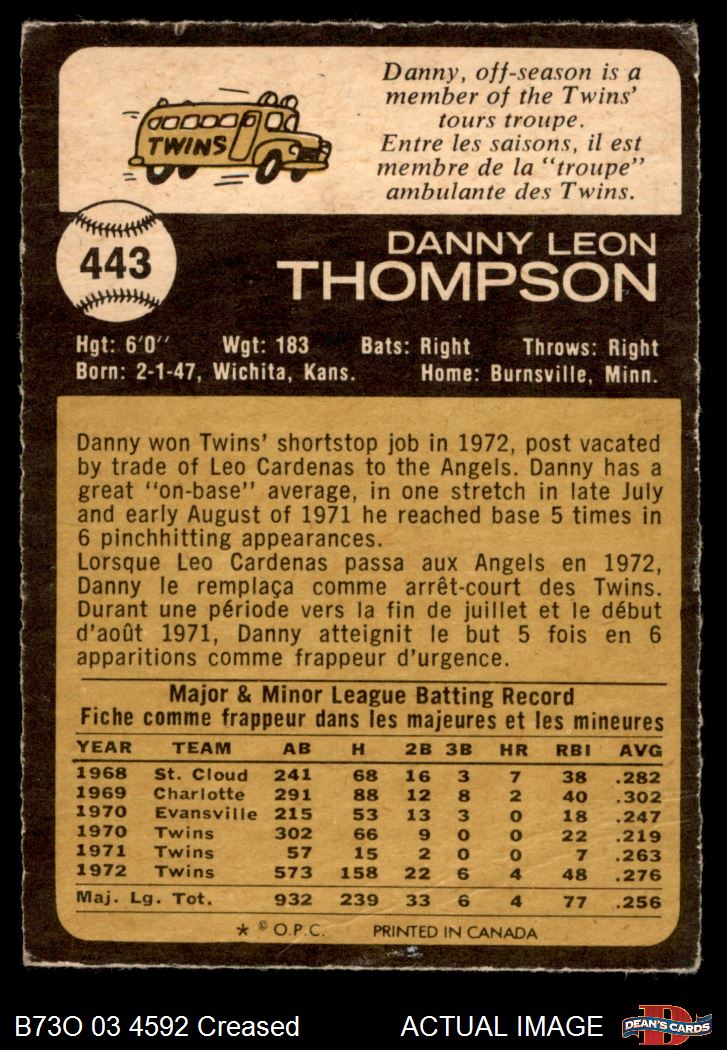 Danny, off-season is a
member of the Twins'
tours troupe.
Entre les saisons, il est
membre de la "troupe"
ambulante des Twins.
TWINS
443
DANNY LEON
THOMPSON
Hgt: 6'0" Wgt: 183 Bats: Right Throws: Right
Born: 2-1-47, Wichita, Kans. Home: Burnsville, Minn.
Danny won Twins' shortstop job in 1972, post vacated
by trade of Leo Cardenas to the Angels. Danny has a
great "on-base" average, in one stretch in late July
and early August of 1971 he reached base 5 times in
6 pinchhitting appearances.
Lorsque Leo Cardenas passa aux Angels en 1972,
Danny le remplaça comme arrêt-court des Twins.
Durant une période vers la fin de juillet et le début
d'août 1971, Danny atteignit le but 5 fois en 6
apparitions comme frappeur d'urgence.
Major & Minor League Batting Record
Fiche comme frappeur dans les majeures et les mineures
YEAR TEAM AB H 2B 3B HR RBI AVG
1968 St. Cloud 241 68 16 3 7 38 .282
1969 Charlotte 291 88 12 8 2 40 .302
1970 Evansville 215 53 13 3 0 18 .247
1970 Twins 302 66 9 0 0 22 .219
1971 Twins 57 15 2 0 0 7 .263
1972 Twins 573 158 22 6 4 48 .276
Maj. Lg. Tot. 932 239 33 6 4 77 .256
* © O.P.C. PRINTED IN CANADA
B73O 03 4592 Creased ACTUAL IMAGE
D
DEAN'S CARDS